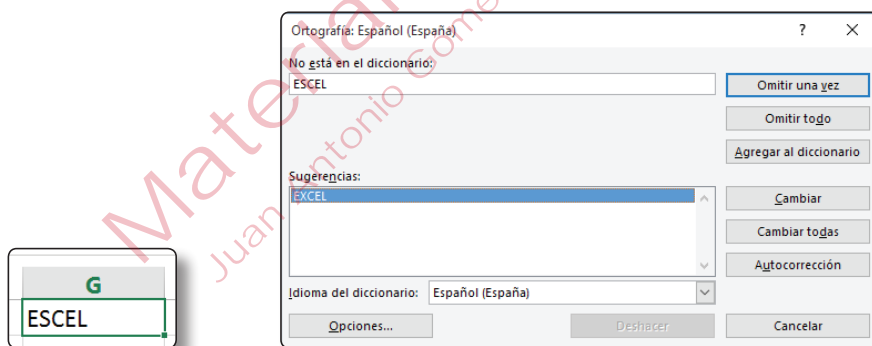 Ortografía: Español (España) ? ×
No está en el diccionario:
ESCEL
Omitir una vez
Omitir todo
Agregar al diccionario
Sugerencias:
EXCEL
Cambiar
Cambiar todas
Autocorrección
Idioma del diccionario: Español (España)
Opciones... Deshacer Cancelar
G
ESCEL
Material
Juan Antonio Gome